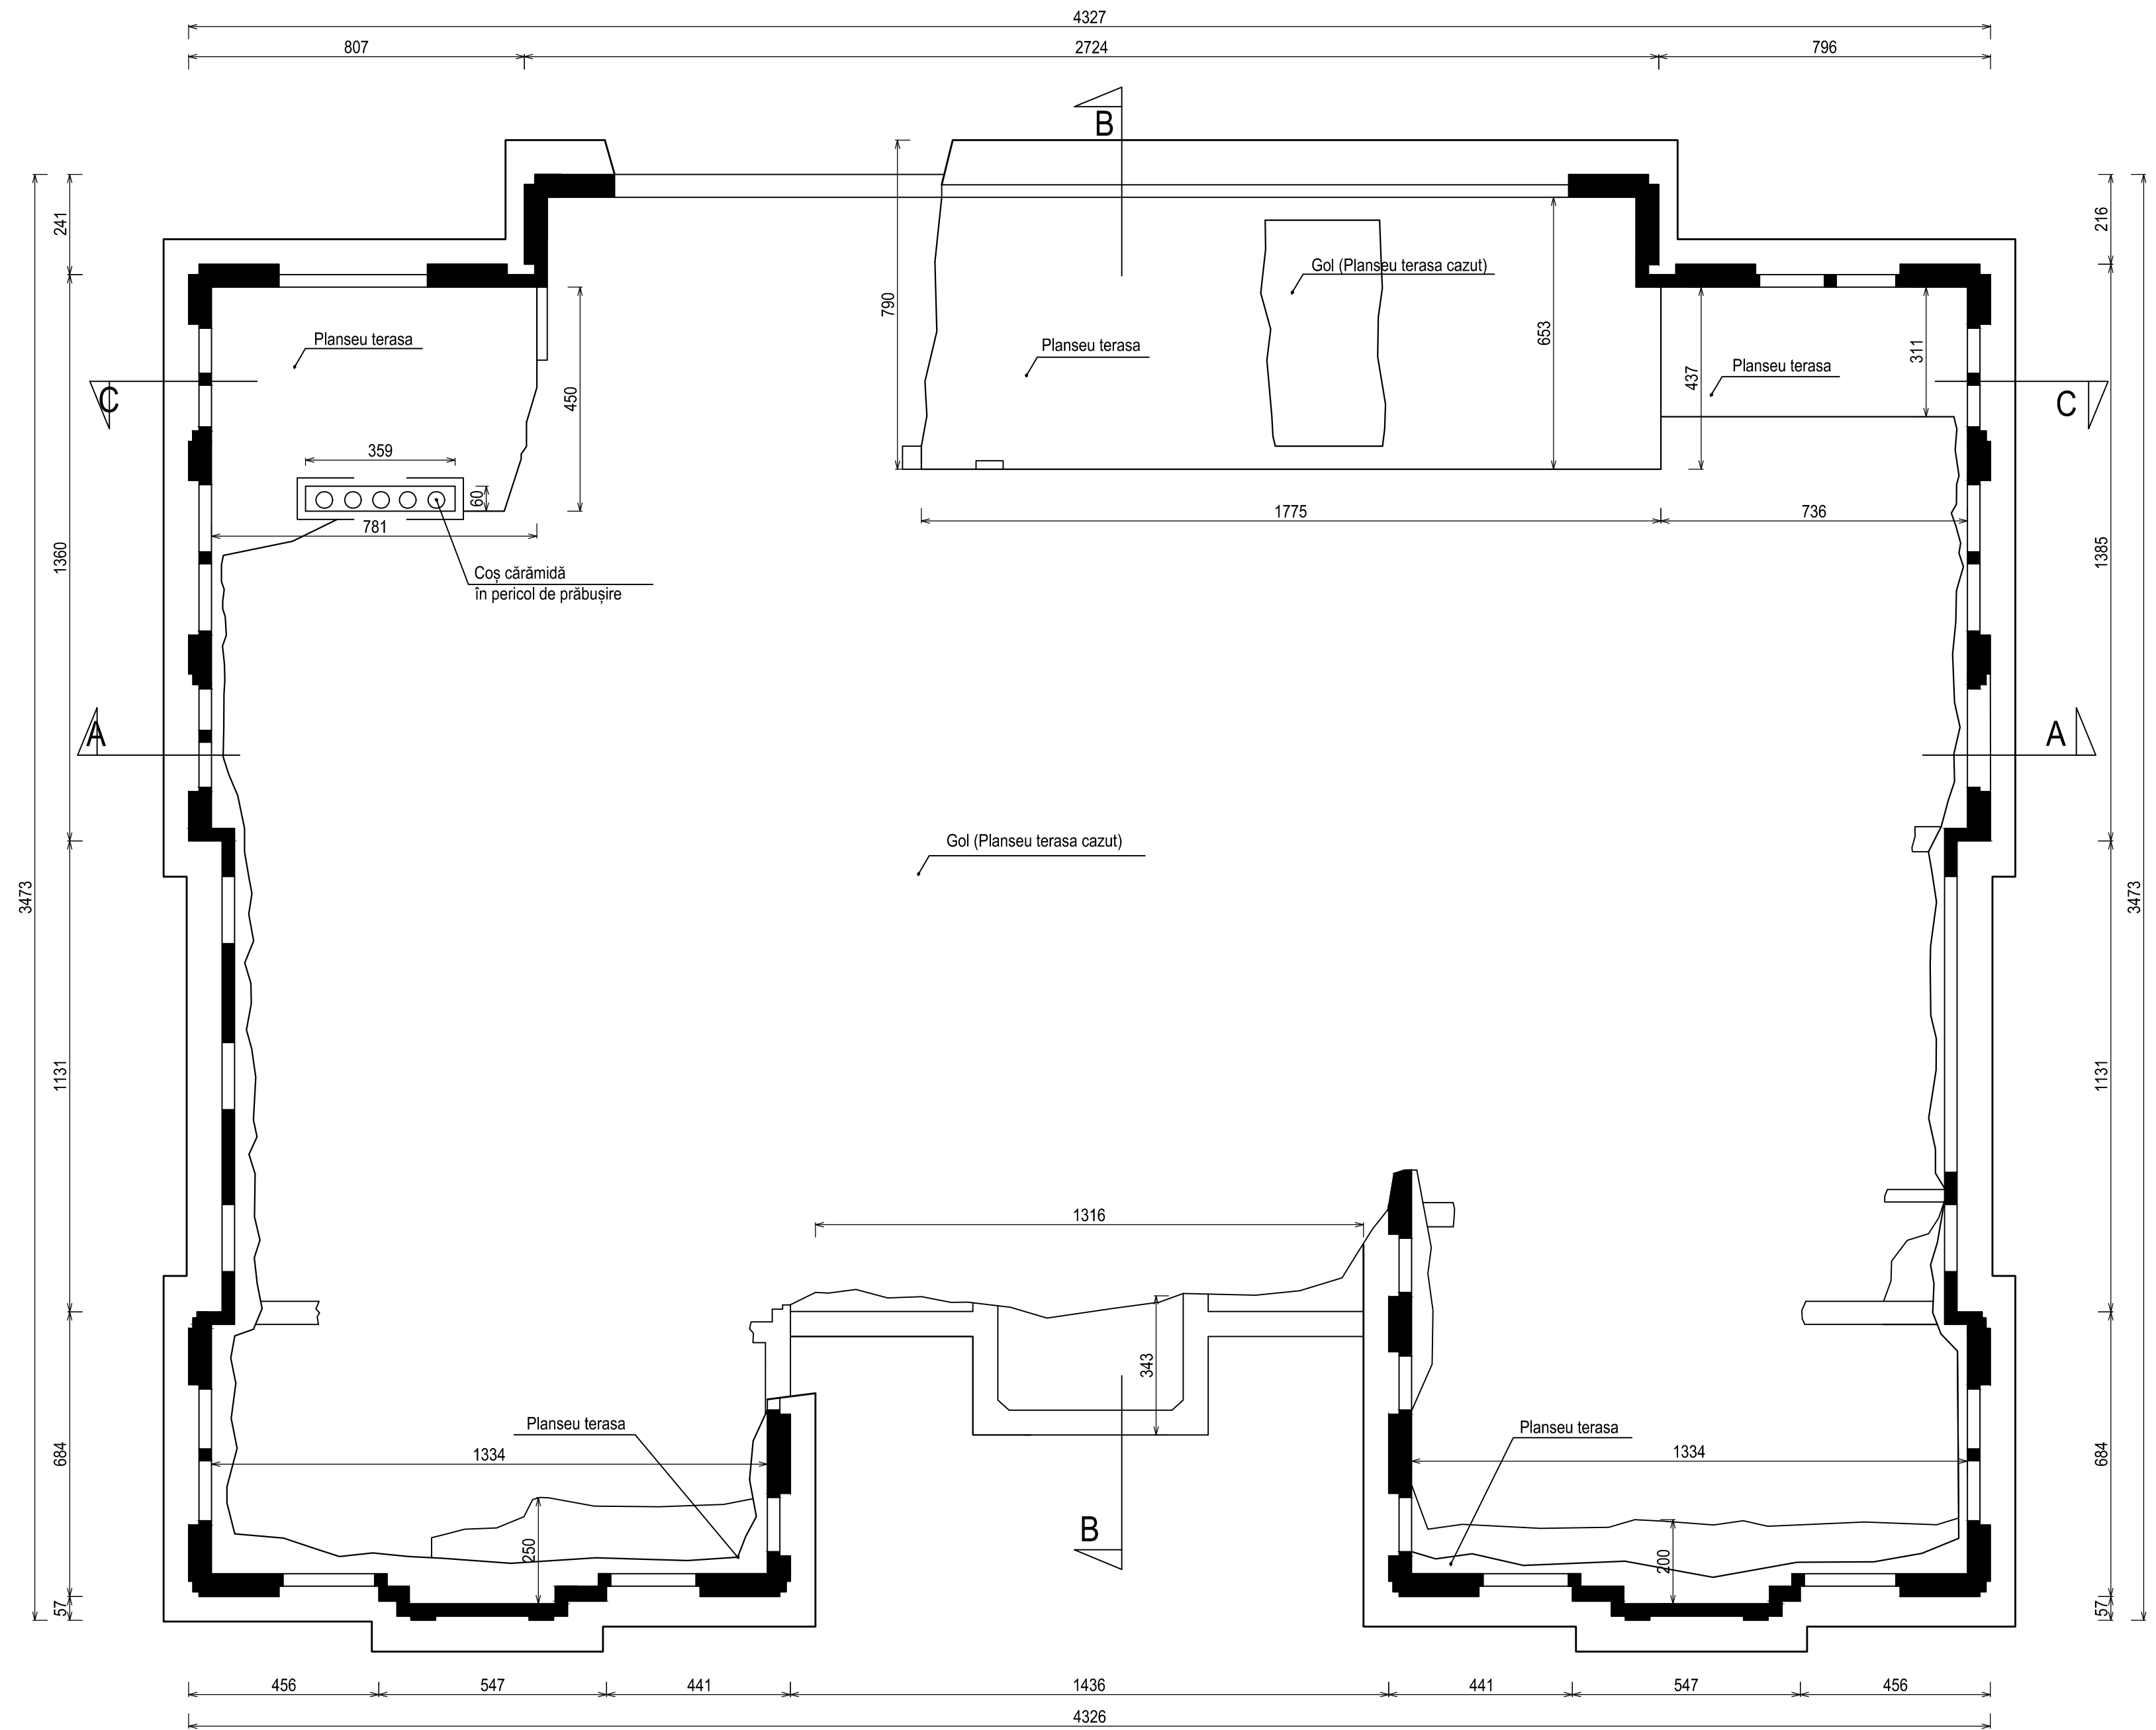 4327
807
2724
796
B
241
216
Gol (Planseu terasa cazut)
790
653
Planseu terasa
Planseu terasa
Planseu terasa
311
437
450
C
C
359
60
781
1775
736
1360
1385
Coș cărămidă
în pericol de prăbușire
A
A
Gol (Planseu terasa cazut)
3473
3473
1131
1131
1316
343
Planseu terasa
Planseu terasa
684
684
1334
1334
B
250
200
57
57
456
547
441
1436
441
547
456
4326